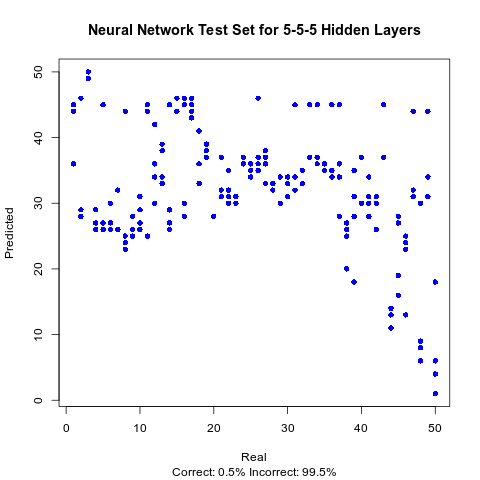 Neural Network Test Set for 5-5-5 Hidden Layers
Predicted
50
40
30
20
10
0
0 10 20 30 40 50
Real
Correct: 0.5% Incorrect: 99.5%